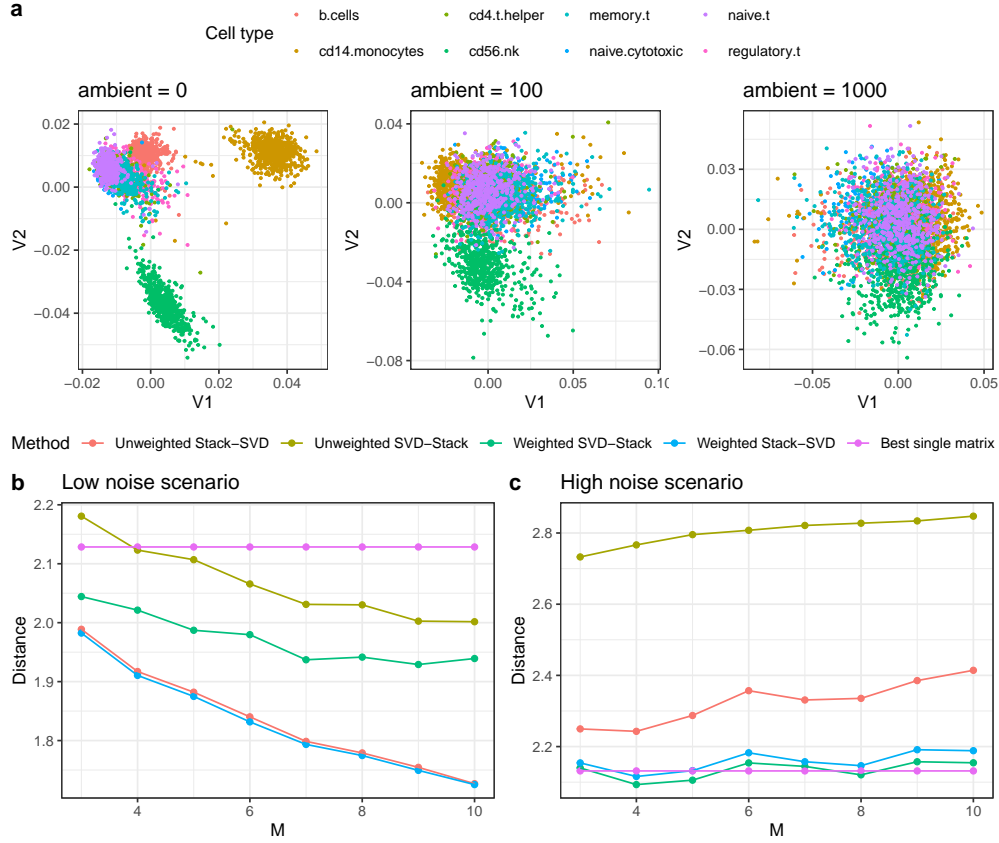 a
Cell type
b.cells cd4.t.helper memory.t naive.t
cd14.monocytes cd56.nk naive.cytotoxic regulatory.t
ambient = 0 ambient = 100 ambient = 1000
V2
0.02
0.00
−0.02
−0.04
−0.02 0.00 0.02 0.04
V1
V2
0.04
0.00
−0.04
−0.08
0.00 0.05 0.10
V1
V2
0.03
0.00
−0.03
−0.06
−0.05 0.00 0.05
V1
Method Unweighted Stack−SVD Unweighted SVD−Stack Weighted SVD−Stack Weighted Stack−SVD Best single matrix
b Low noise scenario
Distance
2.2
2.1
2.0
1.9
1.8
4 6 8 10
M
c High noise scenario
Distance
2.8
2.6
2.4
2.2
4 6 8 10
M